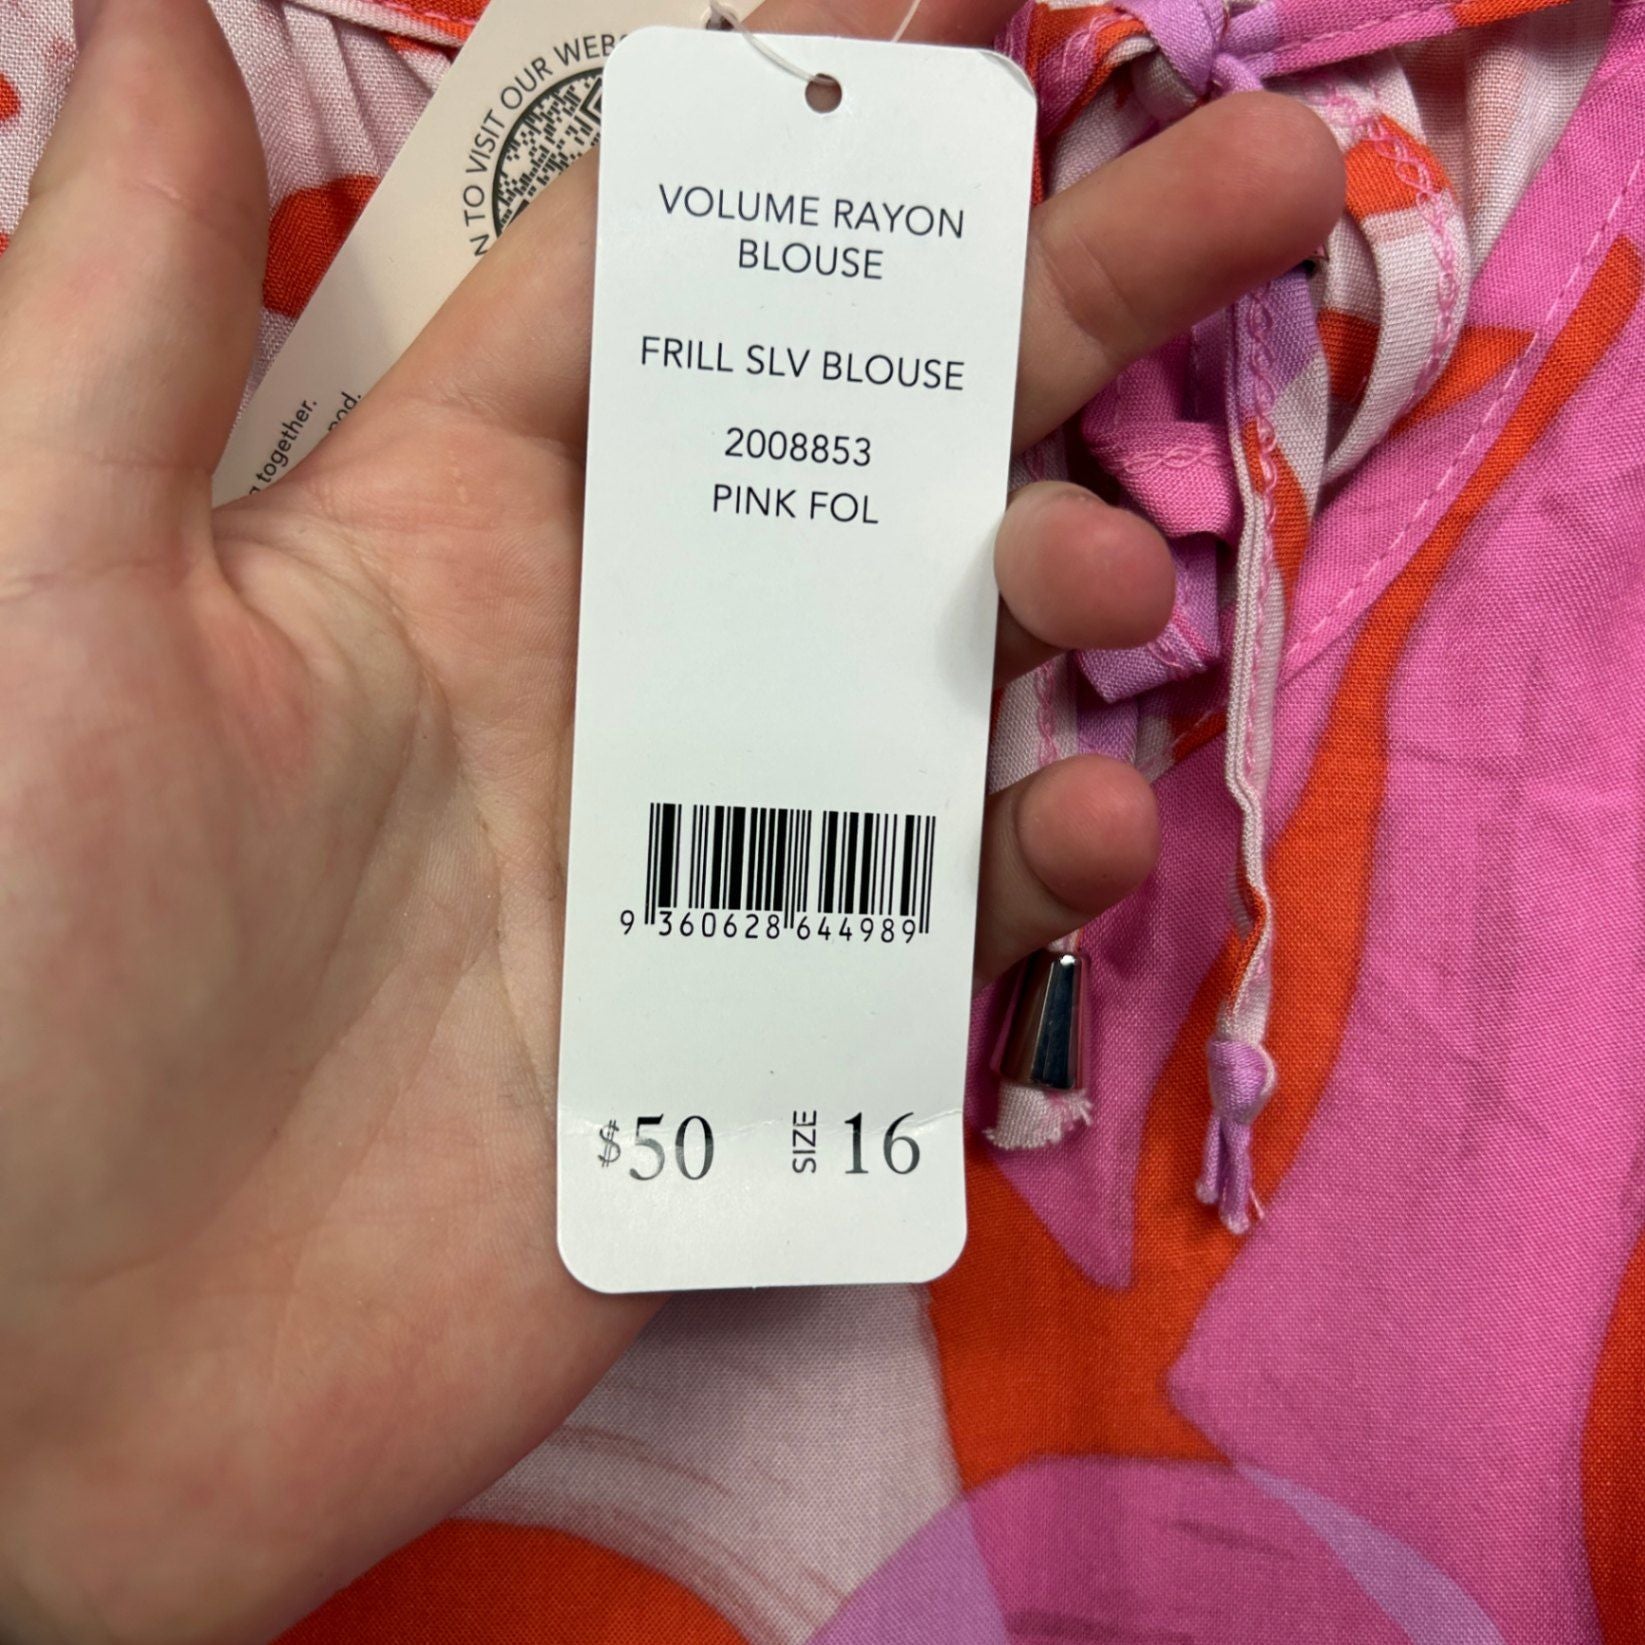 N TO VISIT OUR WEB
together.
VOLUME RAYON
BLOUSE
FRILL SLV BLOUSE
2008853
PINK FOL
9 360628 644989
$50 SIZE 16